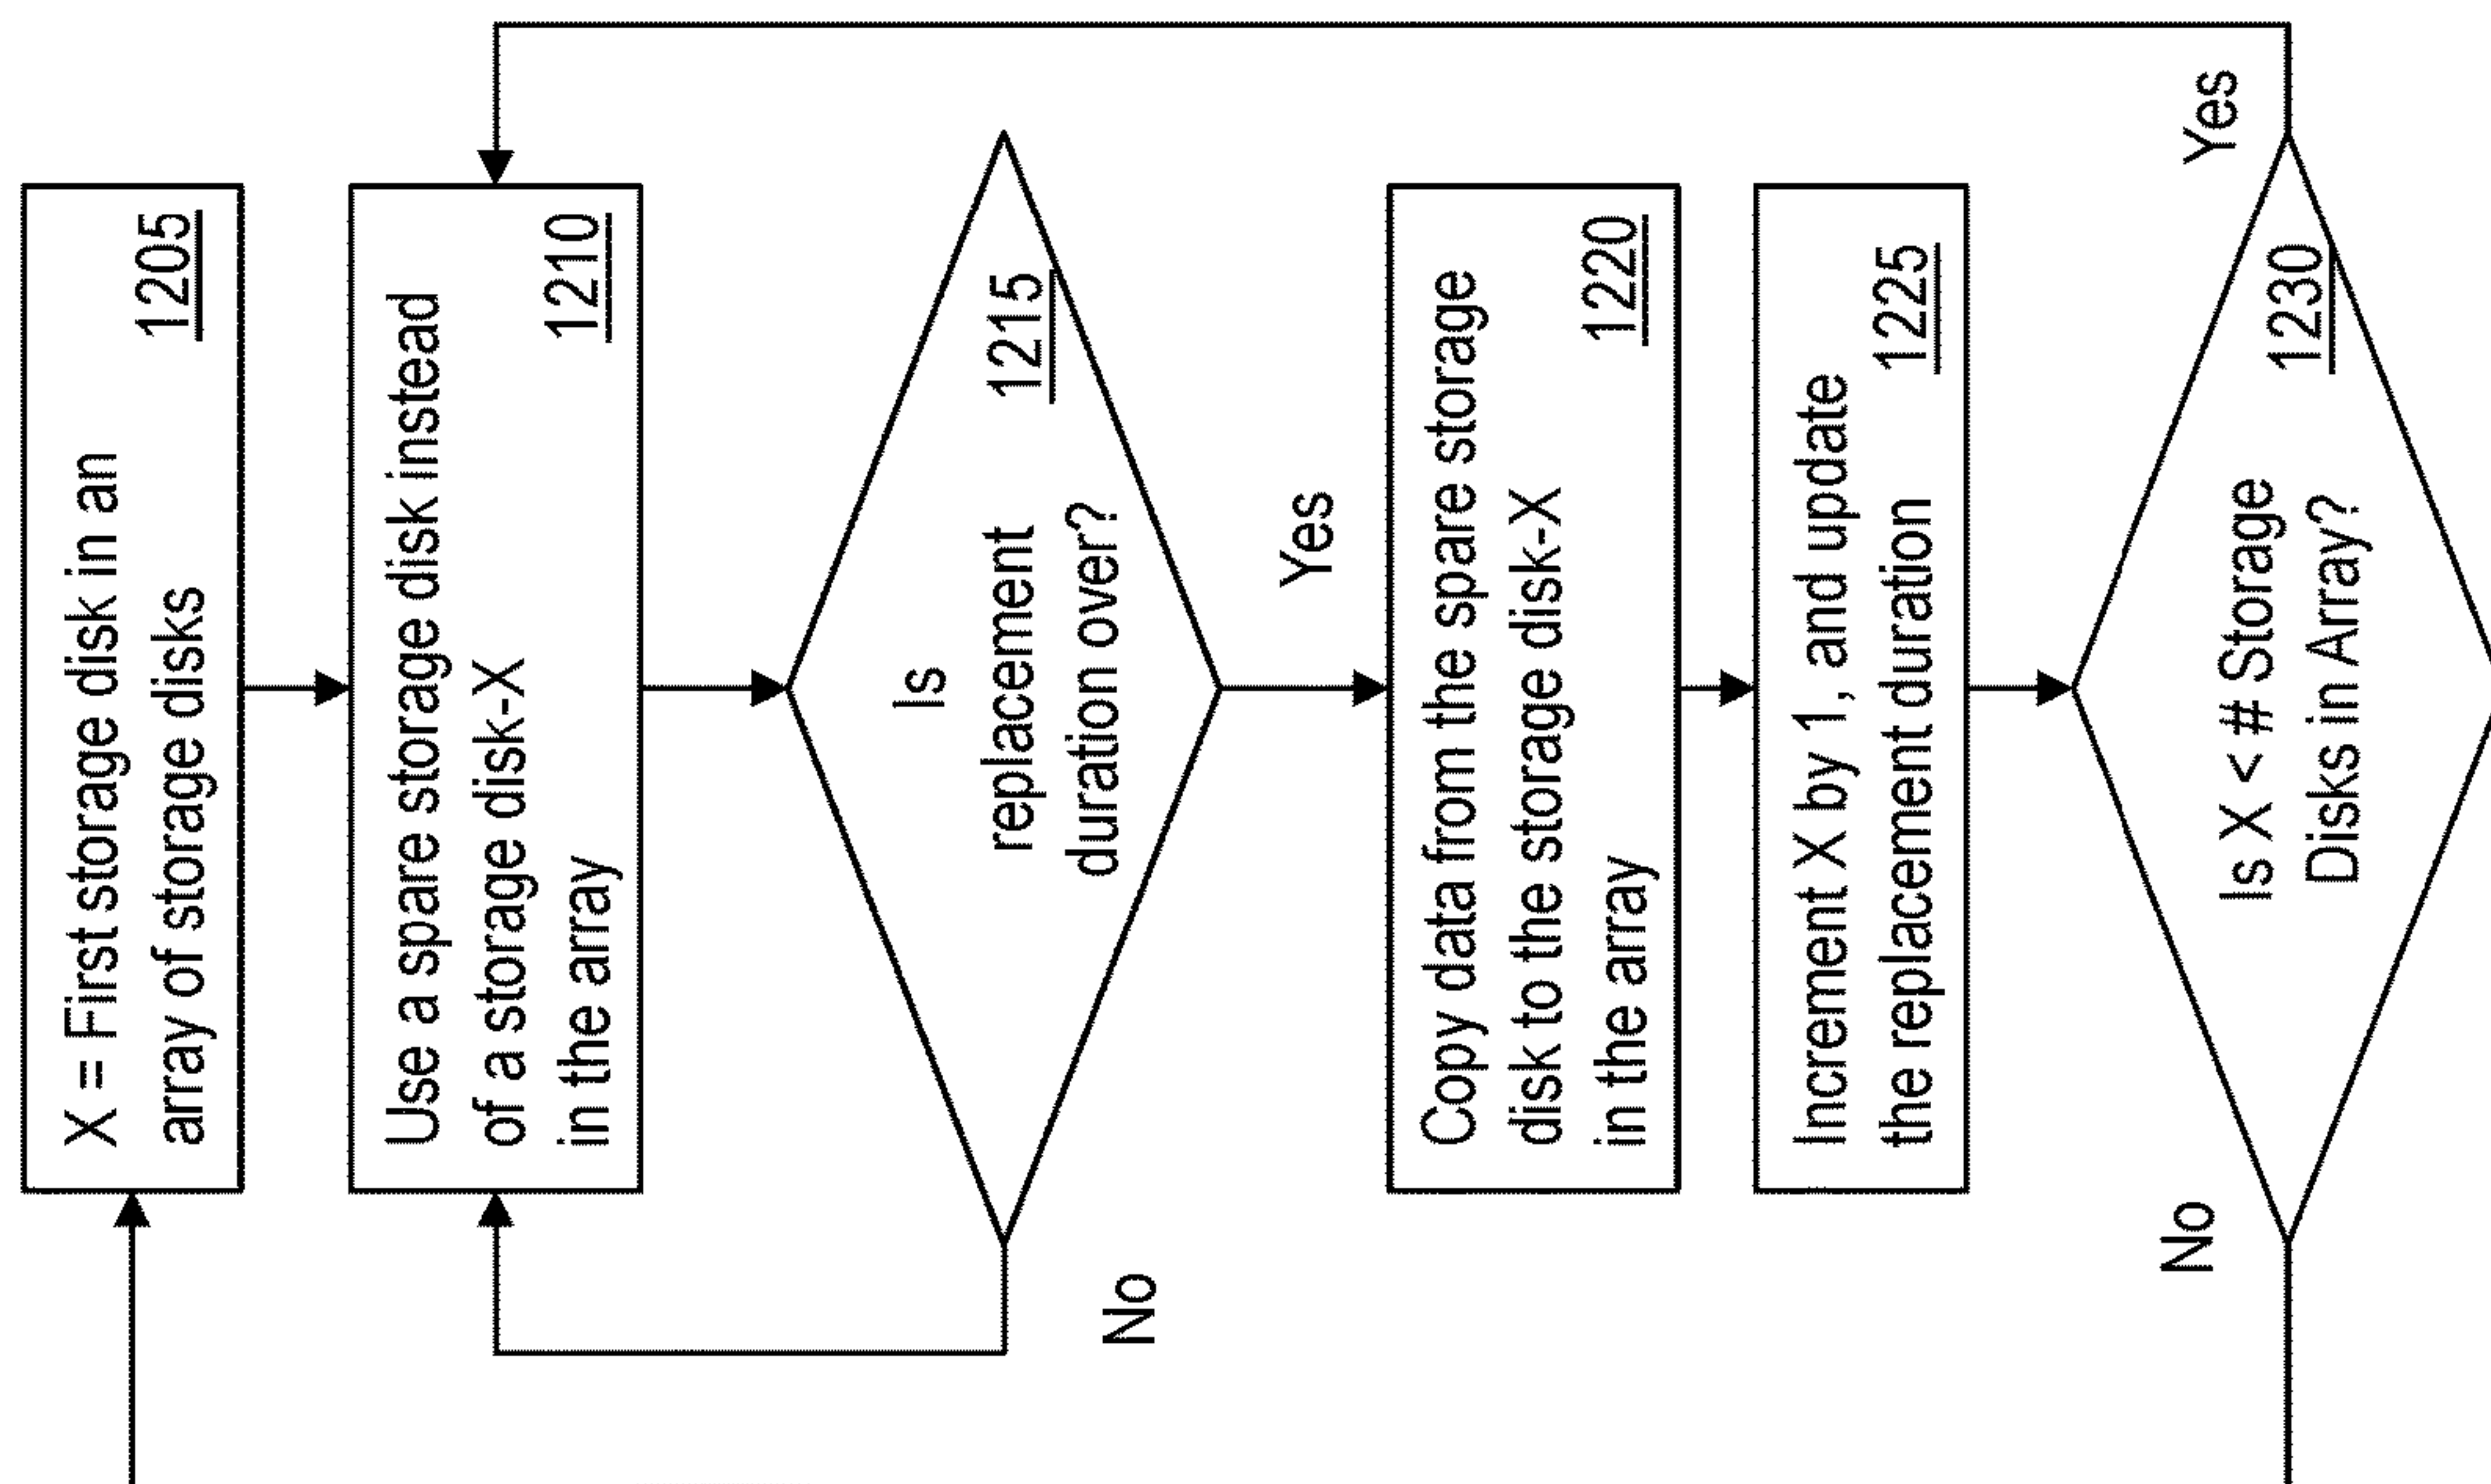 X = First storage disk in an
array of storage disks
1205
Use a spare storage disk instead
of a storage disk-X
in the array
1210
Is
replacement
duration over?
1215
No
Yes
Copy data from the spare storage
disk to the storage disk-X
in the array
1220
Increment X by 1, and update
the replacement duration
1225
Is X < # Storage
Disks in Array?
1230
No
Yes